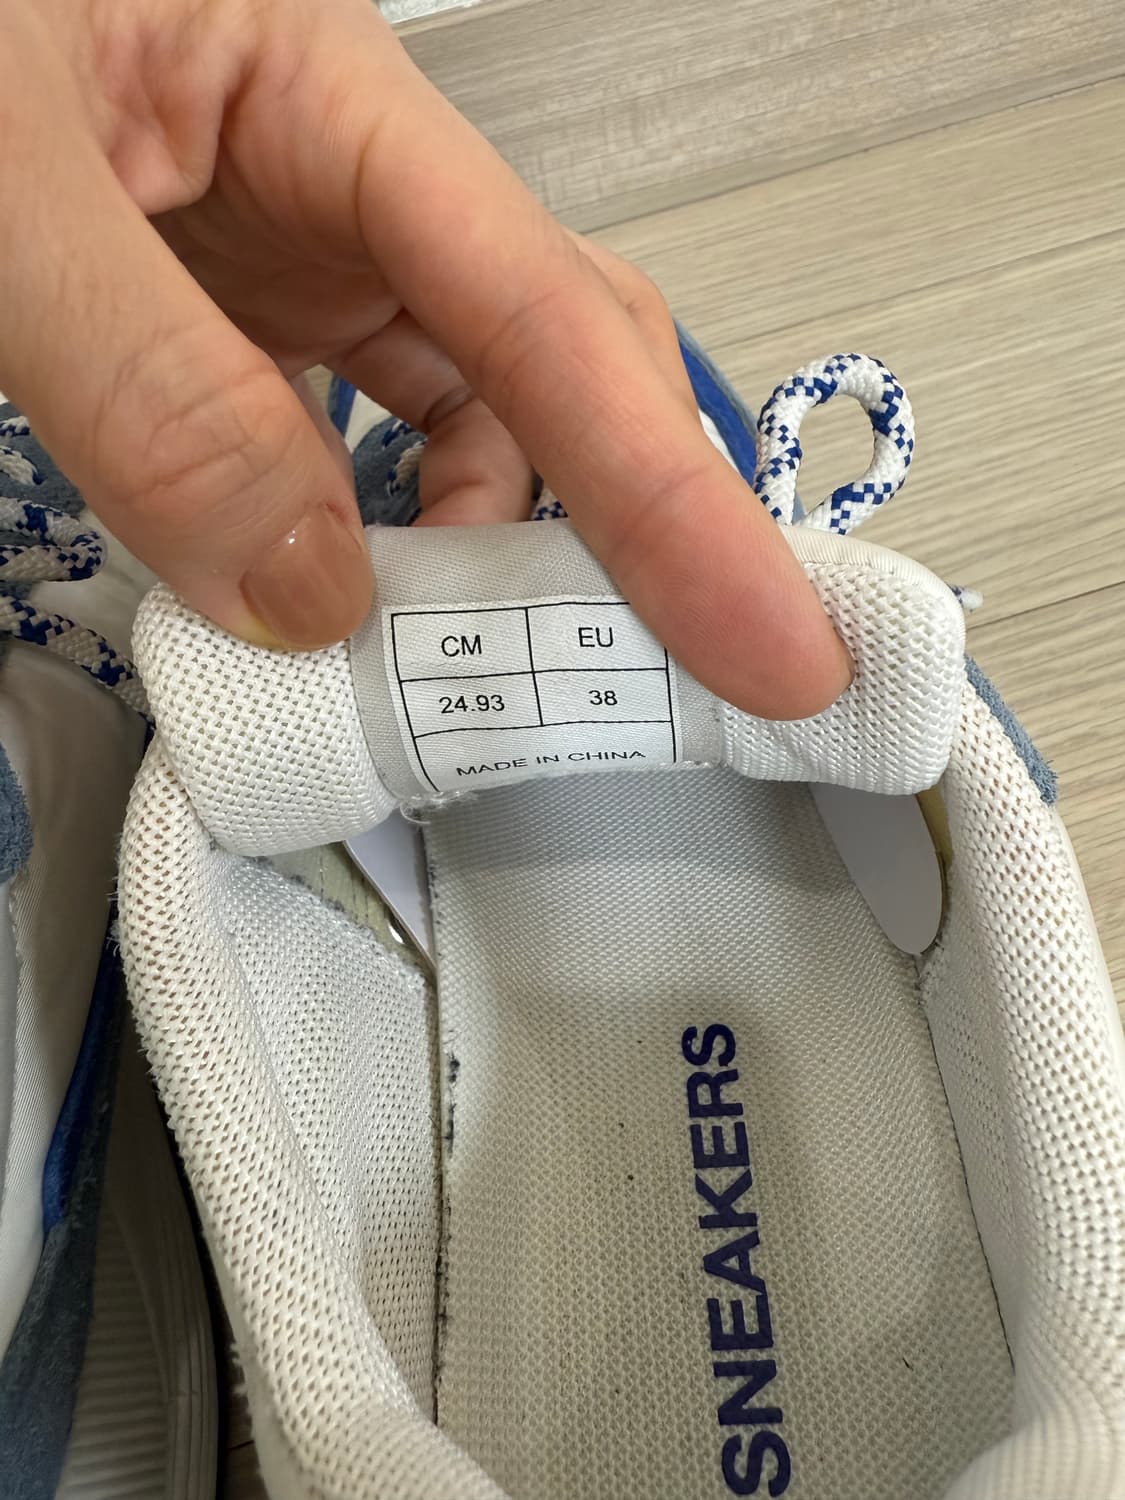 CM EU
24.93 38
MADE IN CHINA
SNEAKERS